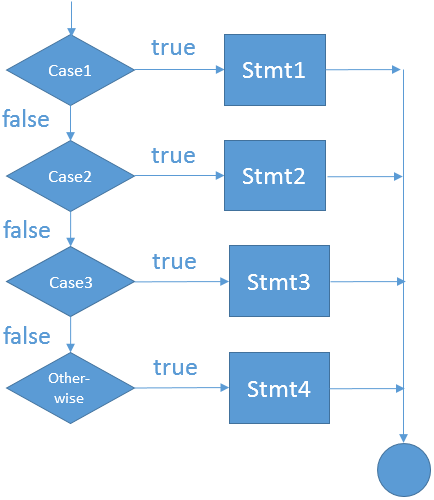 true
Case1
Stmt1
false
true
Case2
Stmt2
false
true
Case3
Stmt3
false
true
Other-
wise
Stmt4